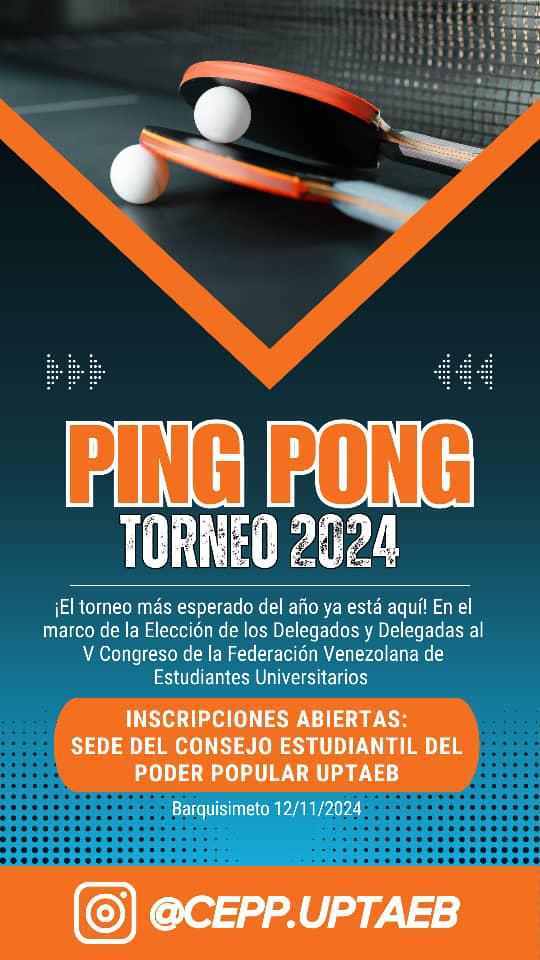 PING PONG
TORNEO 2024
¡El torneo más esperado del año ya está aquí! En el
marco de la Elección de los Delegados y Delegadas al
V Congreso de la Federación Venezolana de
Estudiantes Universitarios
INSCRIPCIONES ABIERTAS:
SEDE DEL CONSEJO ESTUDIANTIL DEL
PODER POPULAR UPTAEB
Barquisimeto 12/11/2024
@CEPP.UPTAEB